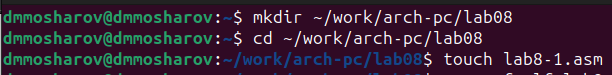 dmmosharov@dmmosharov:~$ mkdir ~/work/arch-pc/lab08
dmmosharov@dmmosharov:~$ cd ~/work/arch-pc/lab08
dmmosharov@dmmosharov:~/work/arch-pc/lab08$ touch lab8-1.asm